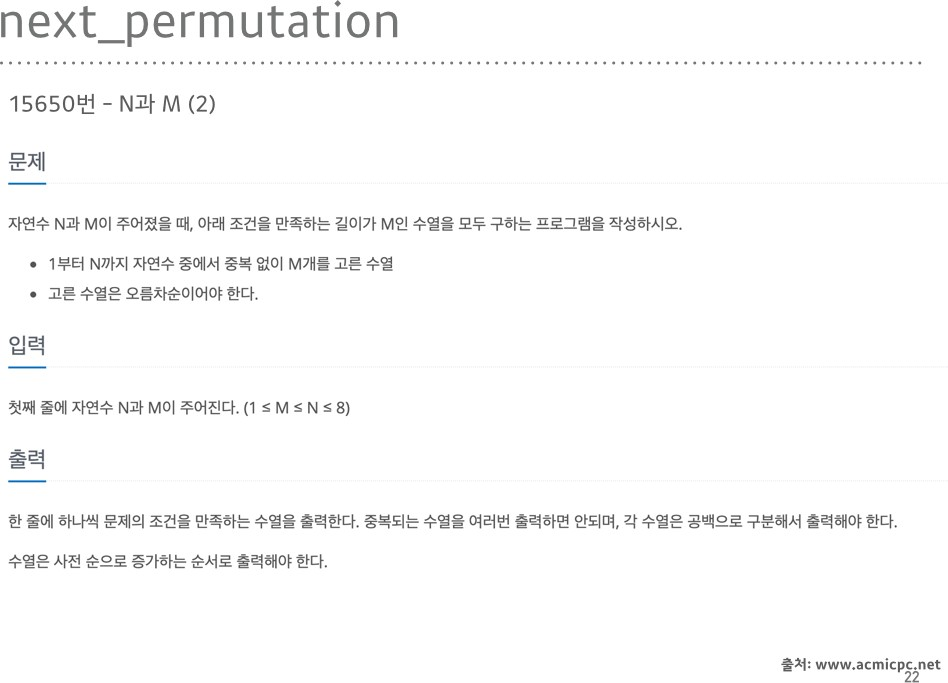 next_permutation
15650번 – N과 M (2)
문제
자연수 N과 M이 주어졌을 때, 아래 조건을 만족하는 길이가 M인 수열을 모두 구하는 프로그램을 작성하시오.
• 1부터 N까지 자연수 중에서 중복 없이 M개를 고른 수열
• 고른 수열은 오름차순이어야 한다.
입력
첫째 줄에 자연수 N과 M이 주어진다. (1 ≤ M ≤ N ≤ 8)
출력
한 줄에 하나씩 문제의 조건을 만족하는 수열을 출력한다. 중복되는 수열을 여러번 출력하면 안되며, 각 수열은 공백으로 구분해서 출력해야 한다.
수열은 사전 순으로 증가하는 순서로 출력해야 한다.
출처: www.acmicpc.net
22